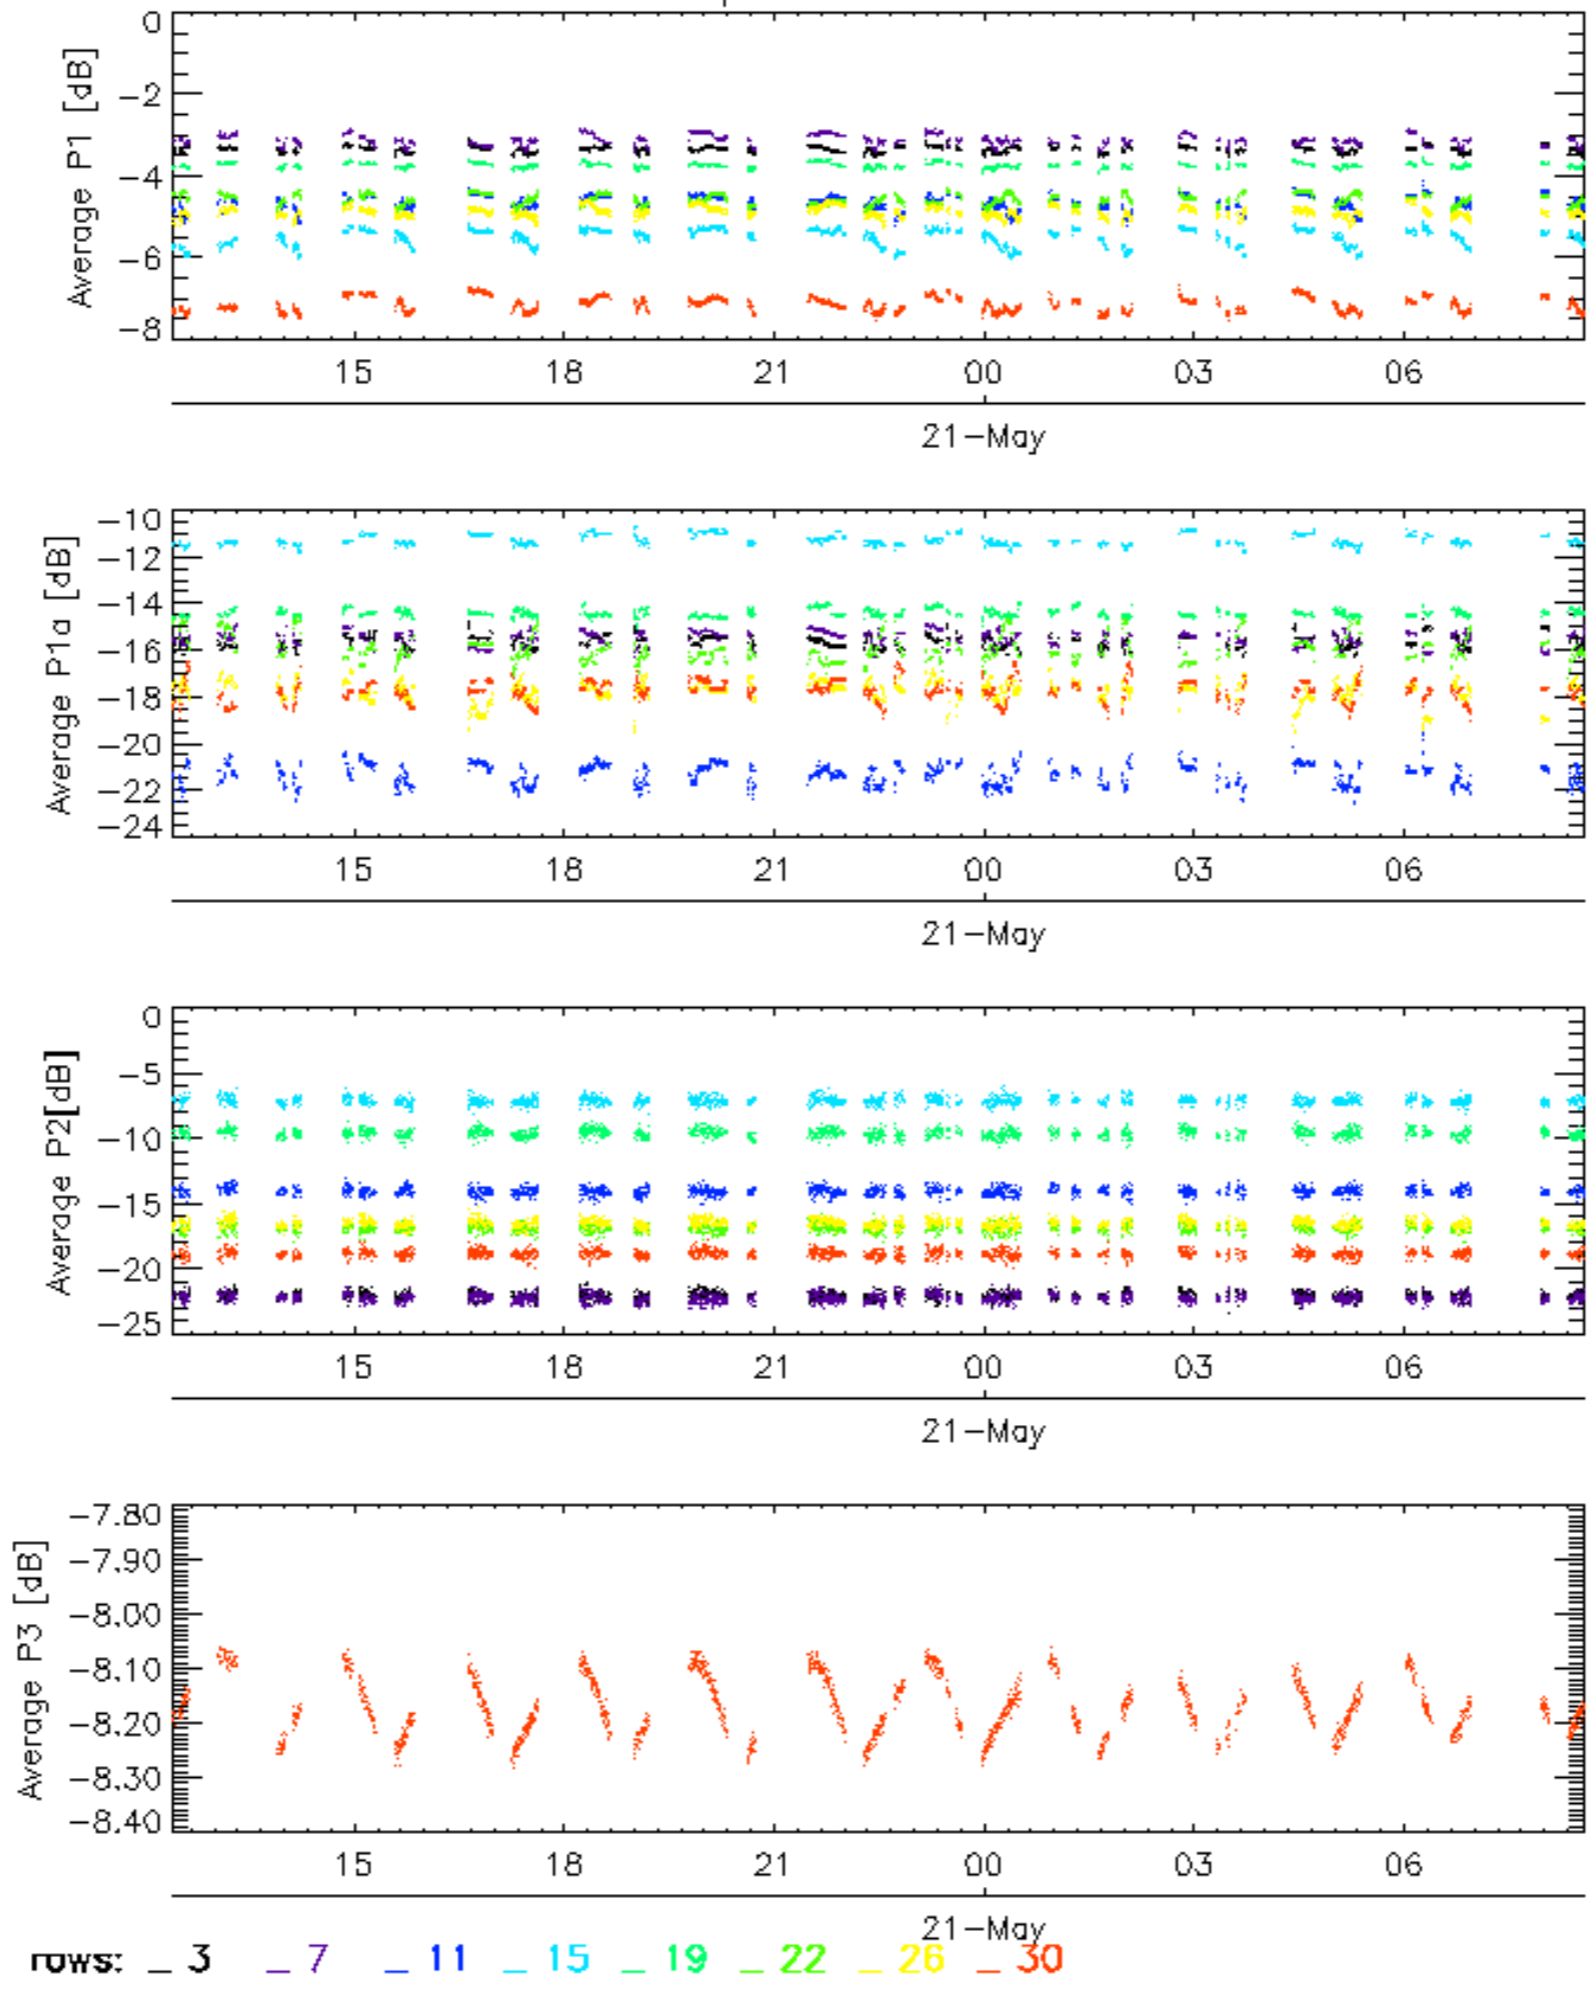 Average P1 [dB]
0
−2
−4
−6
−8
15 18 21 00 03 06
21−May
Average P1a [dB]
−10
−12
−14
−16
−18
−20
−22
−24
15 18 21 00 03 06
21−May
Average P2[dB]
0
−5
−10
−15
−20
−25
15 18 21 00 03 06
21−May
Average P3 [dB]
−7.80
−7.90
−8.00
−8.10
−8.20
−8.30
−8.40
15 18 21 00 03 06
21−May
rows: _ 3 _ 7 _ 11 _ 15 _ 19 _ 22 _ 26 _ 30